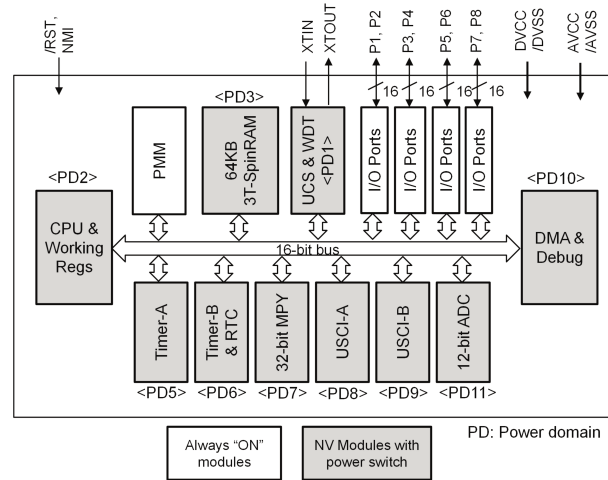 /RST,
NMI
XTIN
XTOUT
P1, P2
P3, P4
P5, P6
P7, P8
DVCC
/DVSS
AVCC
/AVSS
16
16
16
16
<PD3>
PMM
64KB
3T-SpinRAM
UCS & WDT
<PD1>
I/O Ports
I/O Ports
I/O Ports
I/O Ports
<PD2>
CPU &
Working
Regs
<PD10>
DMA &
Debug
16-bit bus
Timer-A
Timer-B
& RTC
32-bit MPY
USCI-A
USCI-B
12-bit ADC
<PD5>
<PD6>
<PD7>
<PD8>
<PD9>
<PD11>
Always “ON”
modules
NV Modules with
power switch
PD: Power domain